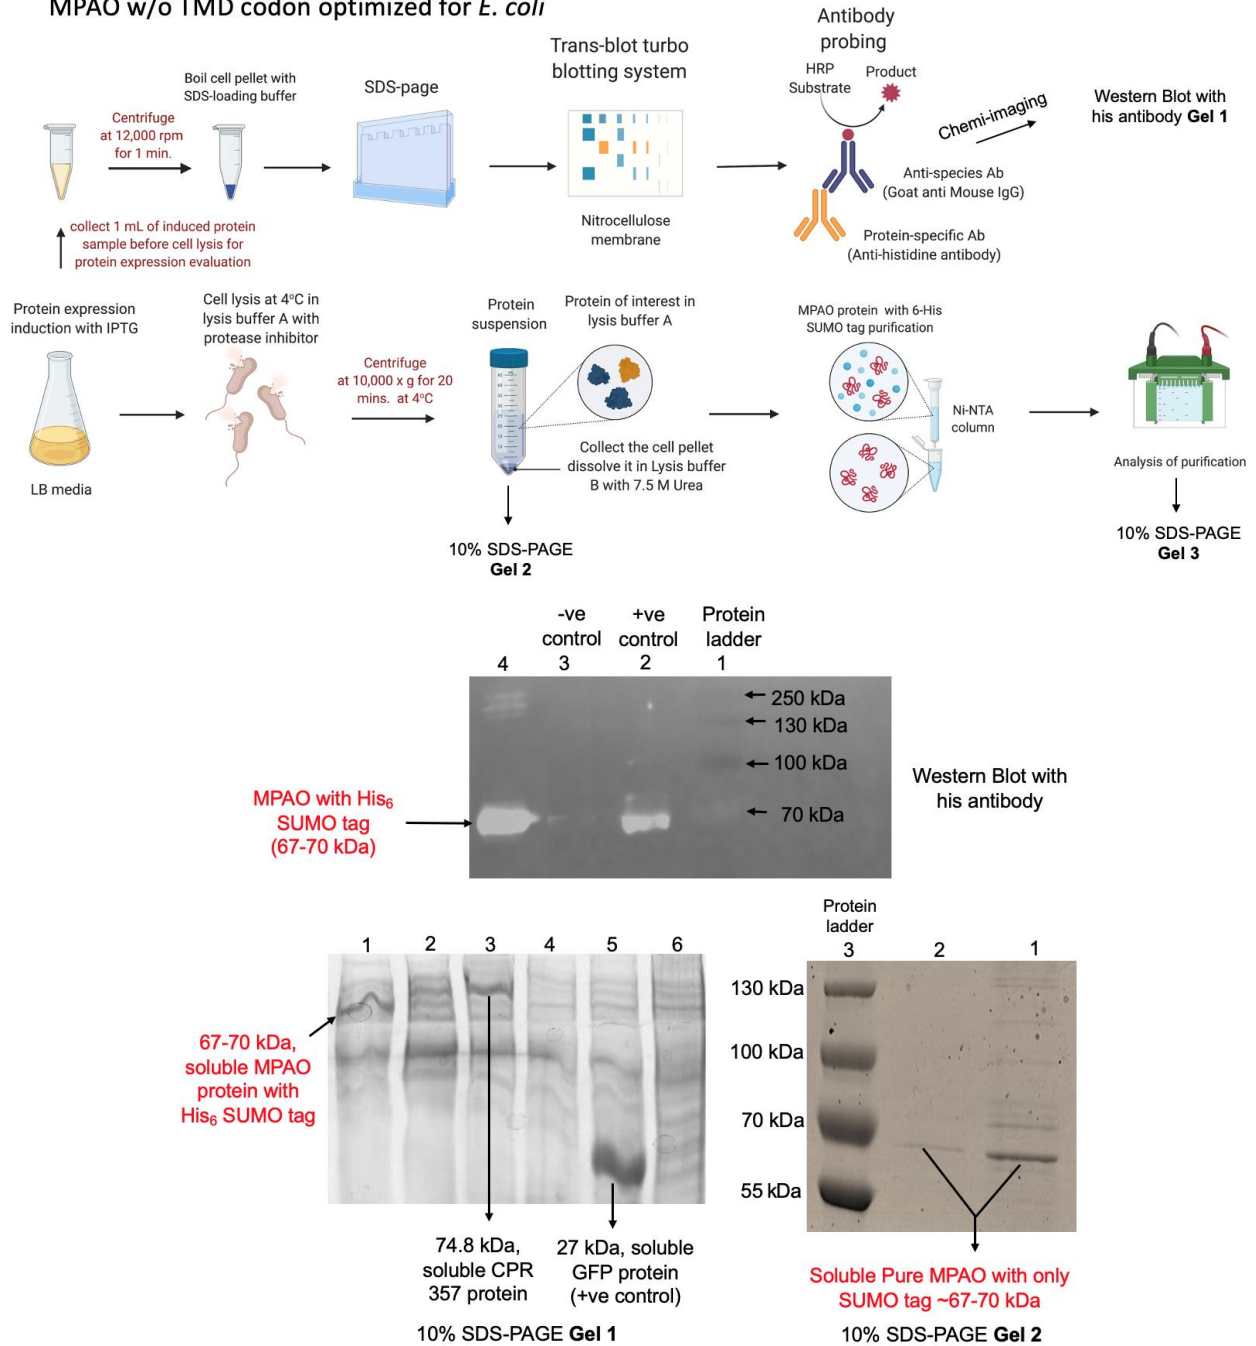 MPAO w/o TMD codon optimized for E. coli
Boil cell pellet with
SDS-loading buffer
Centrifuge
at 12,000 rpm
for 1 min.
SDS-page
Trans-blot turbo
blotting system
Nitrocellulose
membrane
Antibody
probing
HRP
Substrate
Product
Anti-species Ab
(Goat anti Mouse IgG)
Protein-specific Ab
(Anti-histidine antibody)
Chemi-imaging
Western Blot with
his antibody Gel 1
collect 1 mL of induced protein
sample before cell lysis for
protein expression evaluation
Protein expression
induction with IPTG
LB media
Cell lysis at 4°C in
lysis buffer A with
protease inhibitor
Centrifuge
at 10,000 x g for 20
mins. at 4°C
Protein
suspension
Protein of interest in
lysis buffer A
Collect the cell pellet
dissolve it in Lysis buffer
B with 7.5 M Urea
10% SDS-PAGE
Gel 2
MPAO protein with 6-His
SUMO tag purification
Ni-NTA
column
Analysis of purification
10% SDS-PAGE
Gel 3
-ve
control
+ve
control
Protein
ladder
4 3 2 1
250 kDa
130 kDa
100 kDa
70 kDa
MPAO with His₆
SUMO tag
(67-70 kDa)
Western Blot with
his antibody
1 2 3 4 5 6
67-70 kDa,
soluble MPAO
protein with
His₆ SUMO tag
74.8 kDa,
soluble CPR
357 protein
27 kDa, soluble
GFP protein
(+ve control)
10% SDS-PAGE Gel 1
Protein
ladder
3 2 1
130 kDa
100 kDa
70 kDa
55 kDa
Soluble Pure MPAO with only
SUMO tag ~67-70 kDa
10% SDS-PAGE Gel 2